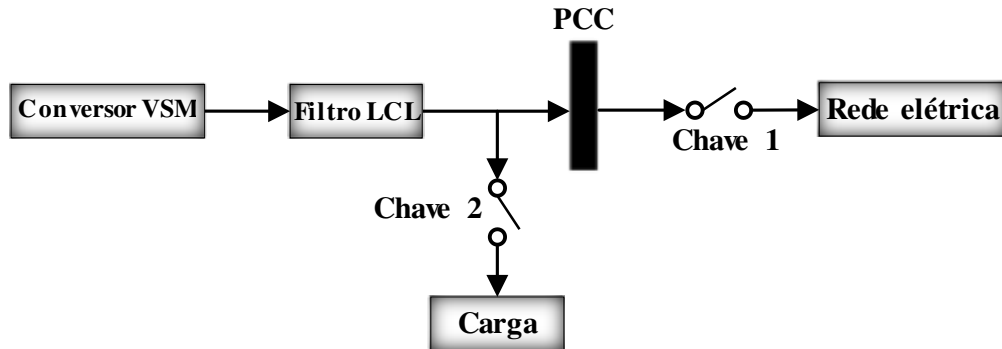 PCC
Conversor VSM
Filtro LCL
Rede elétrica
Chave 1
Chave 2
Carga